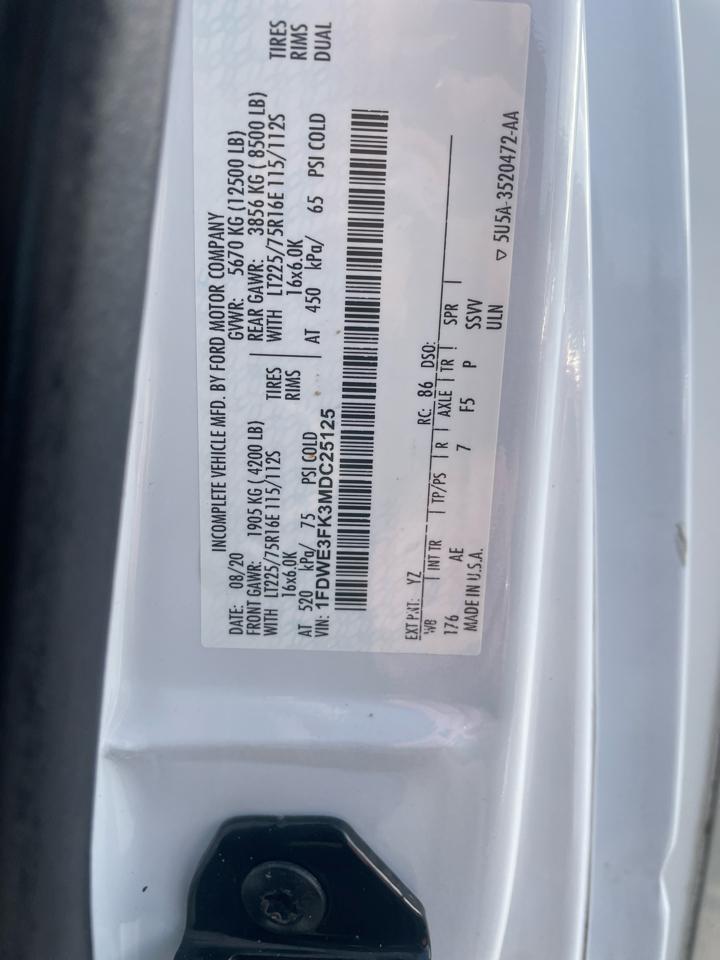 INCOMPLETE VEHICLE MFD. BY FORD MOTOR COMPANY
DATE: 08/20 GVWR: 5670 KG (12500 LB)
FRONT GAWR: 1905 KG (4200 LB) REAR GAWR: 3856 KG (8500 LB)
WITH LT225/75R16E 115/112S TIRES WITH LT225/75R16E 115/112S TIRES
16x6.0K RIMS 16x6.0K RIMS
AT 520 kPa/ 75 PSI COLD AT 450 kPa/ 65 PSI COLD DUAL
VIN: 1FDWE3FK3MDC25125
EXT PNT: YZ RC: 86 DSO:
WB INT TR TP/PS R AXLE TR SPR
176 AE 7 F5 P SSW
MADE IN U.S.A. ULN
▽ 5U5A-3520472-AA